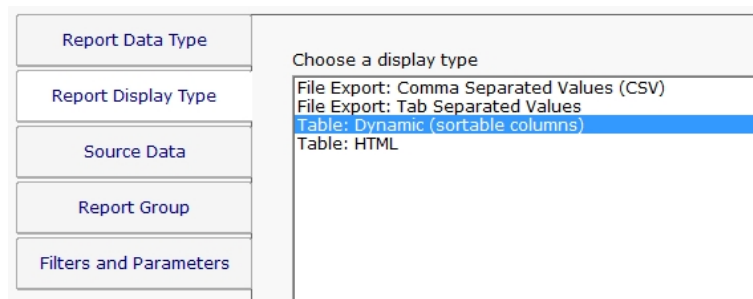 Report Data Type
Report Display Type
Source Data
Report Group
Filters and Parameters
Choose a display type
File Export: Comma Separated Values (CSV)
File Export: Tab Separated Values
Table: Dynamic (sortable columns)
Table: HTML